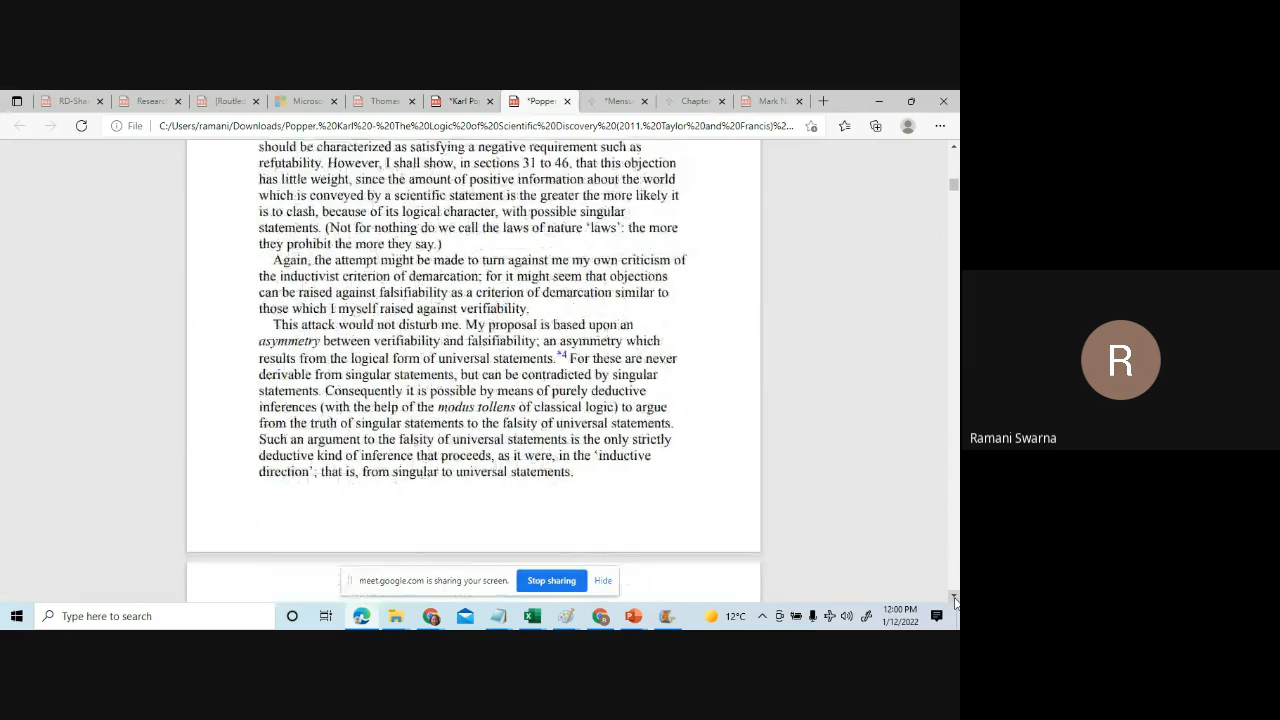 RD-Sha
Researc
[Routlec
Microsc
Thomas
*Karl Po
*Popper
*Mensu
Chapter
Mark N
File
C:/Users/ramani/Downloads/Popper,%20Karl%20-%20The%20Logic%20of%20Scientific%20Discovery%20(2011,%20Taylor%20and%20Francis)%2...
should be characterized as satisfying a negative requirement such as
refutability. However, I shall show, in sections 31 to 46, that this objection
has little weight, since the amount of positive information about the world
which is conveyed by a scientific statement is the greater the more likely it
is to clash, because of its logical character, with possible singular
statements. (Not for nothing do we call the laws of nature ‘laws’: the more
they prohibit the more they say.)
Again, the attempt might be made to turn against me my own criticism of
the inductivist criterion of demarcation; for it might seem that objections
can be raised against falsifiability as a criterion of demarcation similar to
those which I myself raised against verifiability.
This attack would not disturb me. My proposal is based upon an
asymmetry between verifiability and falsifiability; an asymmetry which
results from the logical form of universal statements.*4 For these are never
derivable from singular statements, but can be contradicted by singular
statements. Consequently it is possible by means of purely deductive
inferences (with the help of the modus tollens of classical logic) to argue
from the truth of singular statements to the falsity of universal statements.
Such an argument to the falsity of universal statements is the only strictly
deductive kind of inference that proceeds, as it were, in the ‘inductive
direction’; that is, from singular to universal statements.
meet.google.com is sharing your screen.
Stop sharing
Hide
Type here to search
12°C
12:00 PM
1/12/2022
R
Ramani Swarna